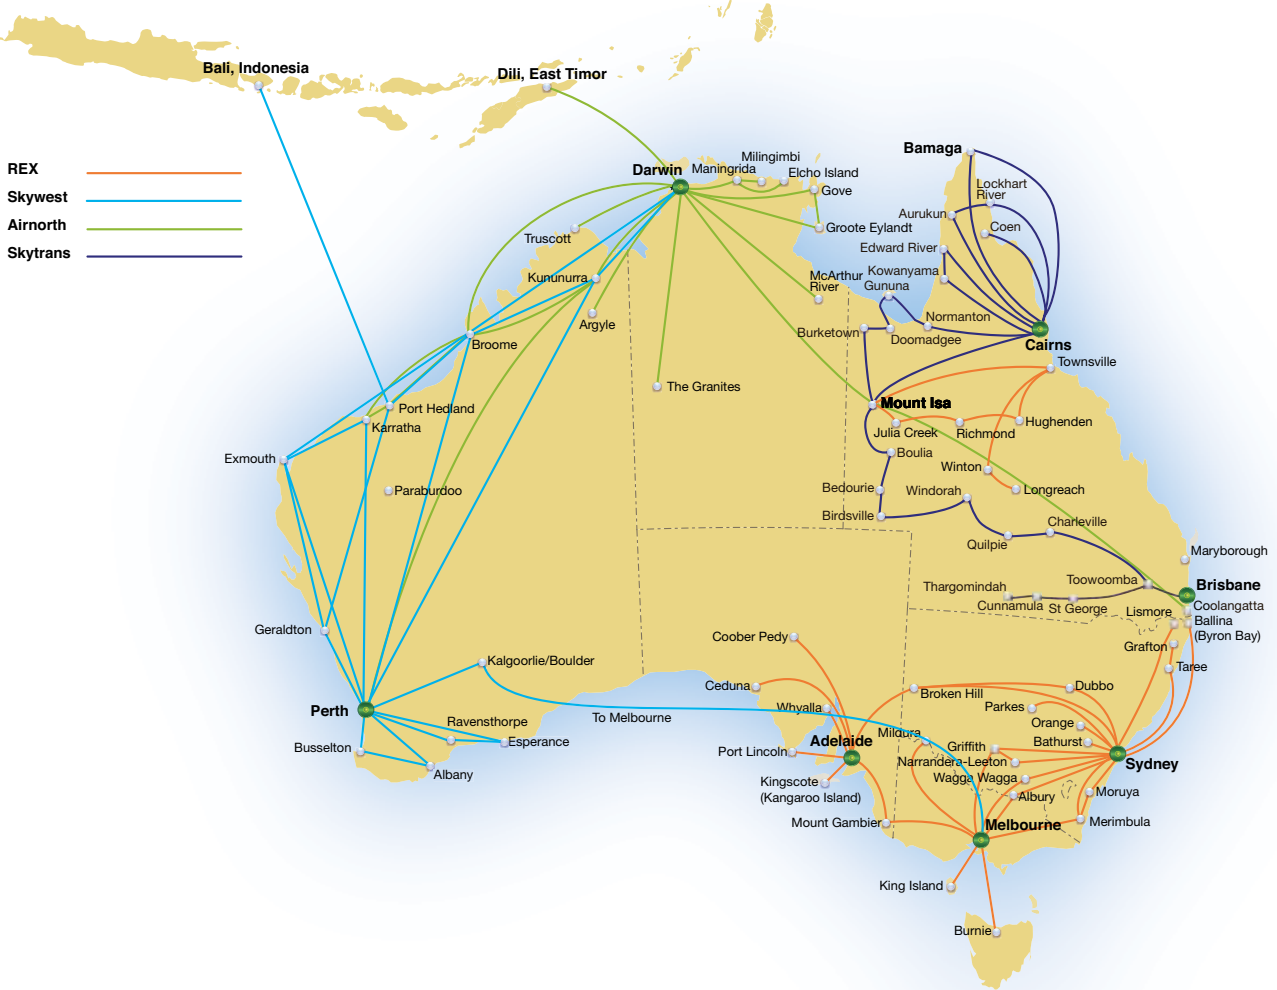 Bali, Indonesia
Dili, East Timor
REX
Skywest
Airnorth
Skytrans
Darwin
Maningrida
Milingimbi
Elcho Island
Gove
Groote Eylandt
Truscott
Kununurra
Argyle
Broome
McArthur
River
The Granites
Port Hedland
Karratha
Exmouth
Paraburdoo
Geraldton
Perth
Kalgoorlie/Boulder
Ravensthorpe
Esperance
Busselton
Albany
To Melbourne
Bamaga
Lockhart
River
Aurukun
Coen
Edward River
Kowanyama
Gununa
Normanton
Burketown
Doomadgee
Cairns
Townsville
Mount Isa
Julia Creek
Richmond
Hughenden
Boulia
Winton
Longreach
Bedourie
Windorah
Birdsville
Quilpie
Charleville
Maryborough
Toowoomba
Brisbane
Thargomindah
Cunnamula
St George
Coolangatta
Lismore
Ballina
(Byron Bay)
Grafton
Taree
Coober Pedy
Ceduna
Whyalla
Broken Hill
Dubbo
Parkes
Orange
Bathurst
Mildura
Adelaide
Port Lincoln
Griffith
Narrandera-Leeton
Wagga Wagga
Sydney
Kingscote
(Kangaroo Island)
Albury
Moruya
Mount Gambier
Melbourne
Merimbula
King Island
Burnie